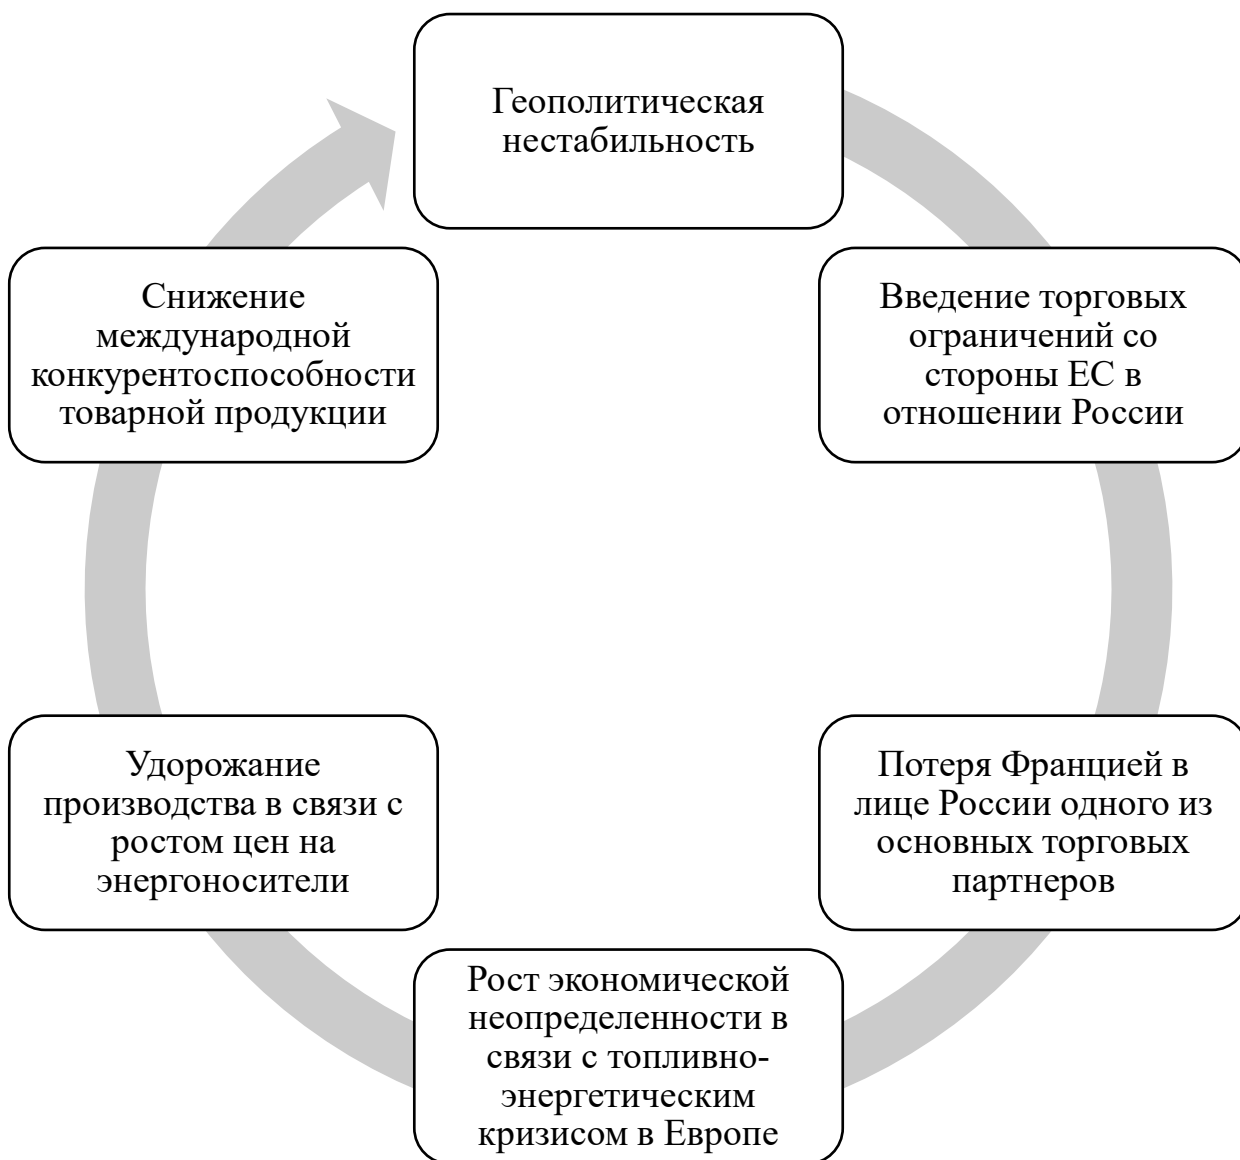 Геополитическая
нестабильность
Введение торговых
ограничений со
стороны ЕС в
отношении России
Потеря Францией в
лице России одного из
основных торговых
партнеров
Рост экономической
неопределенности в
связи с топливно-
энергетическим
кризисом в Европе
Удорожание
производства в связи с
ростом цен на
энергоносители
Снижение
международной
конкурентоспособности
товарной продукции